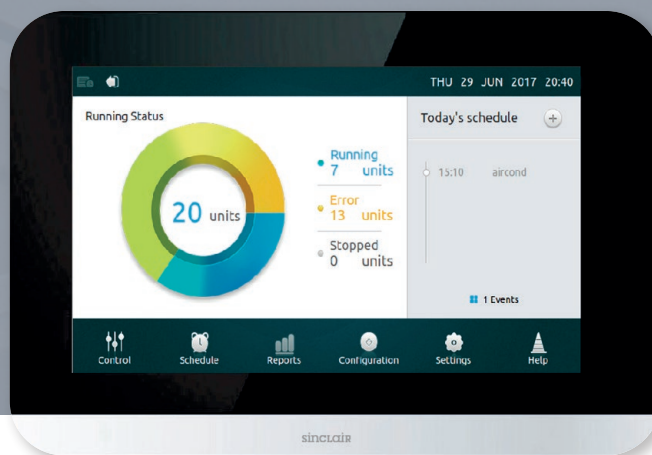 THU 29 JUN 2017 20:40
Running Status
20 units
Running
7 units
Error
13 units
Stopped
0 units
Today's schedule
15:10 aircond
1 Events
Control
Schedule
Reports
Configuration
Settings
Help
sinclair